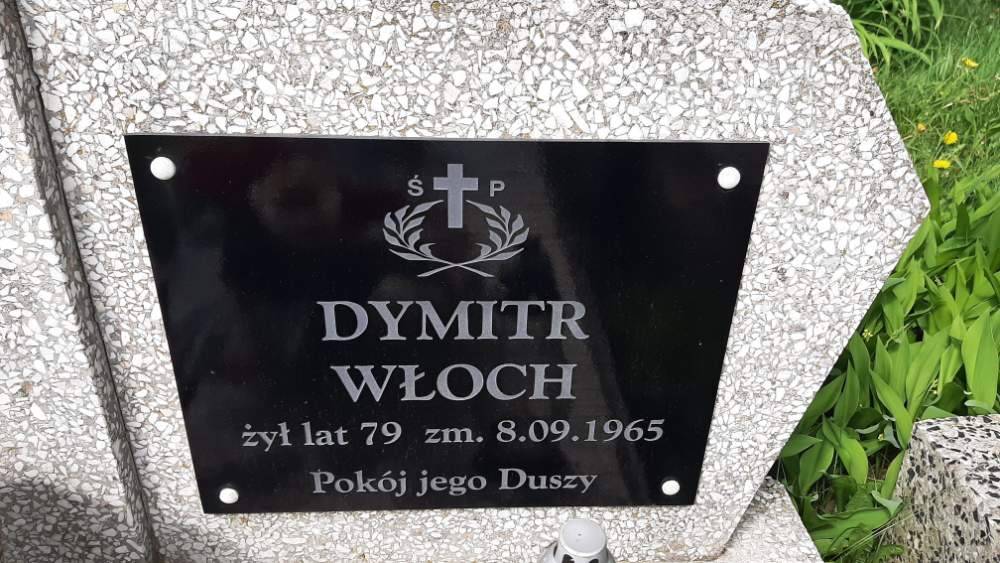 Ś P
DYMITR
WŁOCH
żył lat 79 zm. 8.09.1965
Pokój jego Duszy